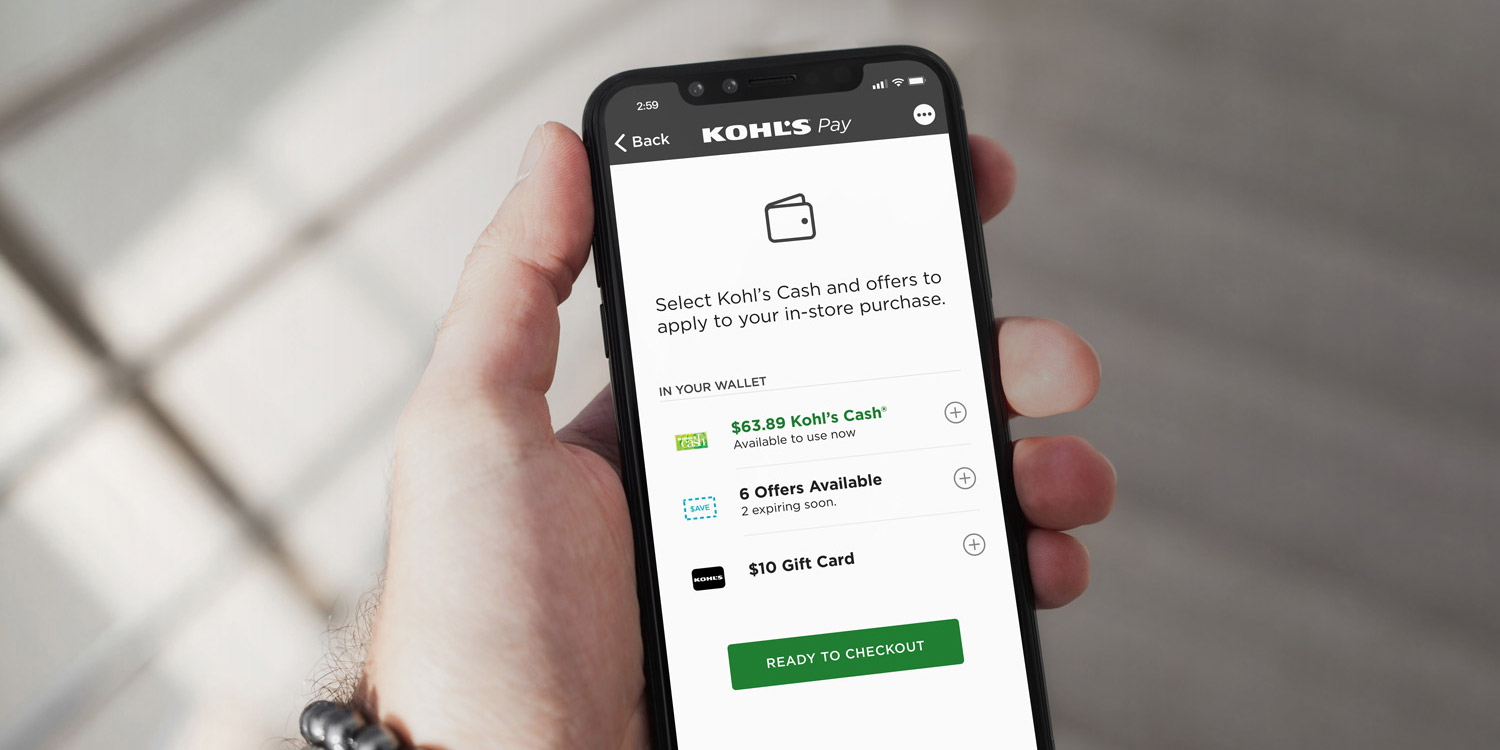 2:59
Back
KOHL'S Pay
Select Kohl's Cash and offers to
apply to your in-store purchase.
IN YOUR WALLET
$63.89 Kohl's Cash®
Available to use now
cash
6 Offers Available
2 expiring soon.
$AVE
$10 Gift Card
KOHL'S
READY TO CHECKOUT